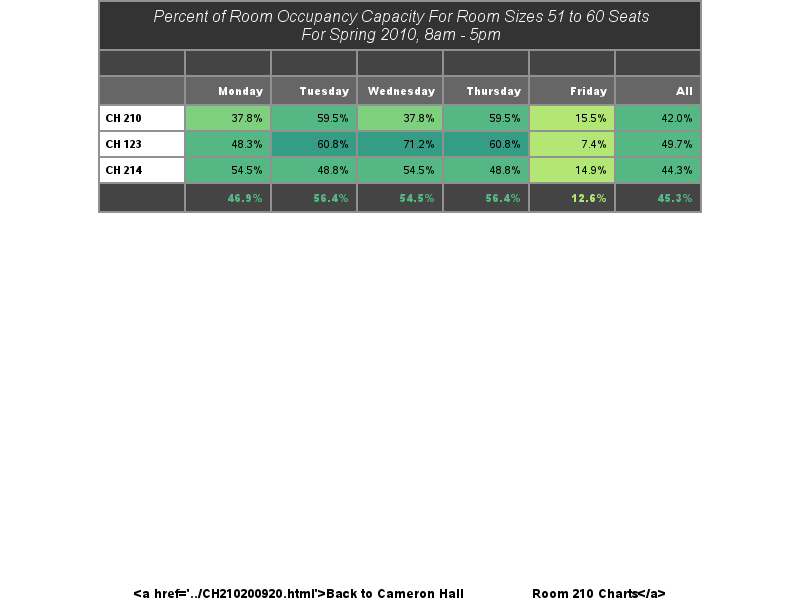 Percent of Room Occupancy Capacity For Room Sizes 51 to 60 Seats
For Spring 2010, 8am - 5pm
Monday Tuesday Wednesday Thursday Friday All
CH 210 37.8% 59.5% 37.8% 59.5% 15.5% 42.0%
CH 123 48.3% 60.8% 71.2% 60.8% 7.4% 49.7%
CH 214 54.5% 48.8% 54.5% 48.8% 14.9% 44.3%
46.9% 56.4% 54.5% 56.4% 12.6% 45.3%
<a href='../CH210200920.html'>Back to Cameron Hall Room 210 Charts</a>